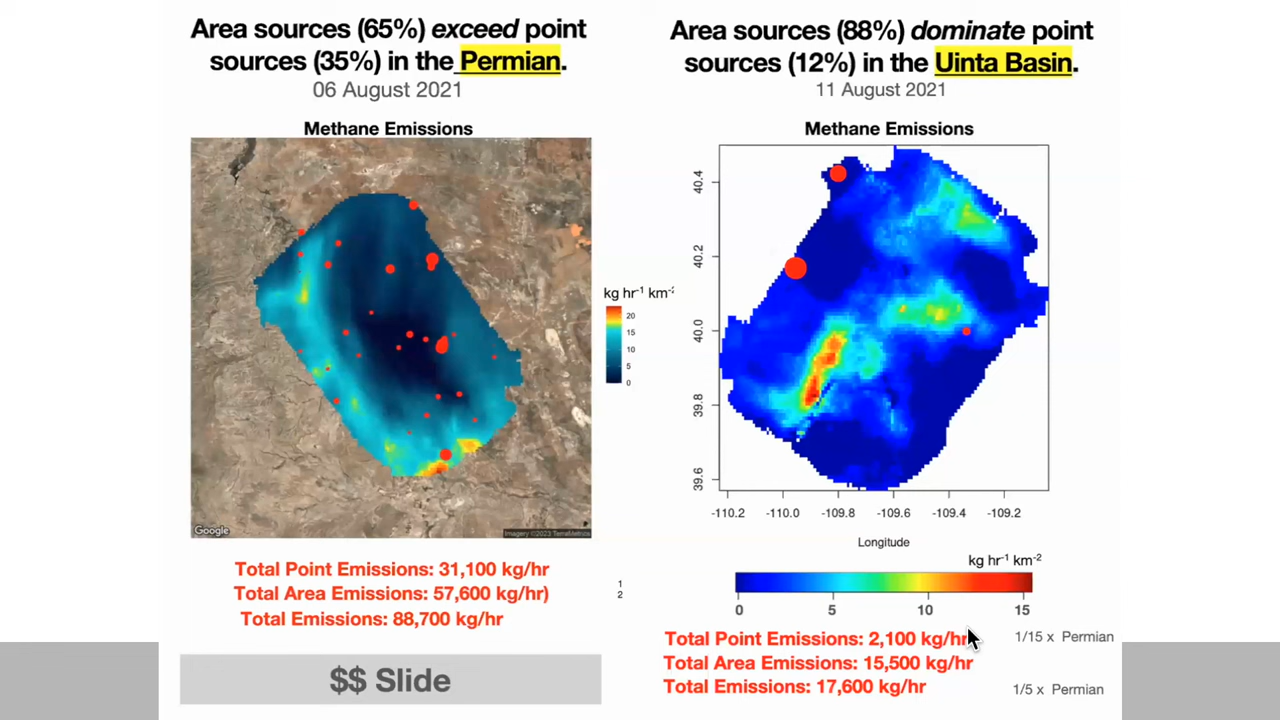 Area sources (65%) exceed point
sources (35%) in the Permian.
06 August 2021
Methane Emissions
Google
kg hr-1 km-2
20
15
10
5
0
Total Point Emissions: 31,100 kg/hr
Total Area Emissions: 57,600 kg/hr)
Total Emissions: 88,700 kg/hr
1
2
$$ Slide
Area sources (88%) dominate point
sources (12%) in the Uinta Basin.
11 August 2021
Methane Emissions
40.4
40.2
40.0
39.8
39.6
-110.2 -110.0 -109.8 -109.6 -109.4 -109.2
Longitude
kg hr-1 km-2
0 5 10 15
Total Point Emissions: 2,100 kg/hr
1/15 x Permian
Total Area Emissions: 15,500 kg/hr
Total Emissions: 17,600 kg/hr
1/5 x Permian